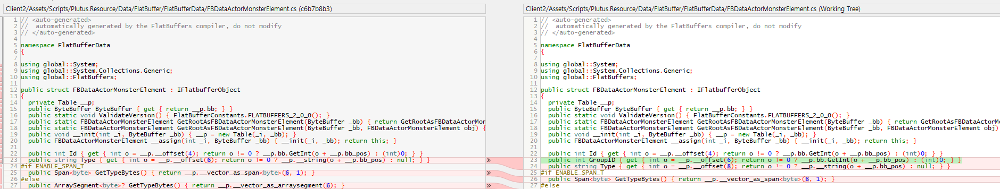 Client2/Assets/Scripts/Plutus.Resource/Data/FlatBuffer/FlatBufferData/FBDataActorMonsterElement.cs (c6b7b8b3)
1 // <auto-generated>
2 //  automatically generated by the FlatBuffers compiler, do not modify
3 // </auto-generated>
4
5 namespace FlatBufferData
6 {
7
8 using global::System;
9 using global::System.Collections.Generic;
10 using global::FlatBuffers;
11
12 public struct FBDataActorMonsterElement : IFlatbufferObject
13 {
14   private Table __p;
15   public ByteBuffer ByteBuffer { get { return __p.bb; } }
16   public static void ValidateVersion() { FlatBufferConstants.FLATBUFFERS_2_0_0(); }
17   public static FBDataActorMonsterElement GetRootAsFBDataActorMonsterElement(ByteBuffer _bb) { return GetRootAsFBDataActorMon
18   public static FBDataActorMonsterElement GetRootAsFBDataActorMonsterElement(ByteBuffer _bb, FBDataActorMonsterElement obj) {
19   public void __init(int _i, ByteBuffer _bb) { __p = new Table(_i, _bb); }
20   public FBDataActorMonsterElement __assign(int _i, ByteBuffer _bb) { __init(_i, _bb); return this; }
21
22   public int Id { get { int o = __p.__offset(4); return o != 0 ? __p.bb.GetInt(o + __p.bb_pos) : (int)0; } }
23   public string Type { get { int o = __p.__offset(6); return o != 0 ? __p.__string(o + __p.bb_pos) : null; } }
24 #if ENABLE_SPAN_T
25   public Span<byte> GetTypeBytes() { return __p.__vector_as_span<byte>(6, 1); }
26 #else
27   public ArraySegment<byte>? GetTypeBytes() { return __p.__vector_as_arraysegment(6); }
Client2/Assets/Scripts/Plutus.Resource/Data/FlatBuffer/FlatBufferData/FBDataActorMonsterElement.cs (Working Tree)
1 // <auto-generated>
2 //  automatically generated by the FlatBuffers compiler, do not modify
3 // </auto-generated>
4
5 namespace FlatBufferData
6 {
7
8 using global::System;
9 using global::System.Collections.Generic;
10 using global::FlatBuffers;
11
12 public struct FBDataActorMonsterElement : IFlatbufferObject
13 {
14   private Table __p;
15   public ByteBuffer ByteBuffer { get { return __p.bb; } }
16   public static void ValidateVersion() { FlatBufferConstants.FLATBUFFERS_2_0_0(); }
17   public static FBDataActorMonsterElement GetRootAsFBDataActorMonsterElement(ByteBuffer _bb) { return GetRootAsFBDataActorM
18   public static FBDataActorMonsterElement GetRootAsFBDataActorMonsterElement(ByteBuffer _bb, FBDataActorMonsterElement obj)
19   public void __init(int _i, ByteBuffer _bb) { __p = new Table(_i, _bb); }
20   public FBDataActorMonsterElement __assign(int _i, ByteBuffer _bb) { __init(_i, _bb); return this; }
21
22   public int Id { get { int o = __p.__offset(4); return o != 0 ? __p.bb.GetInt(o + __p.bb_pos) : (int)0; } }
23   public int GroupID { get { int o = __p.__offset(6); return o != 0 ? __p.bb.GetInt(o + __p.bb_pos) : (int)0; } }
24   public string Type { get { int o = __p.__offset(8); return o != 0 ? __p.__string(o + __p.bb_pos) : null; } }
25 #if ENABLE_SPAN_T
26   public Span<byte> GetTypeBytes() { return __p.__vector_as_span<byte>(8, 1); }
27 #else